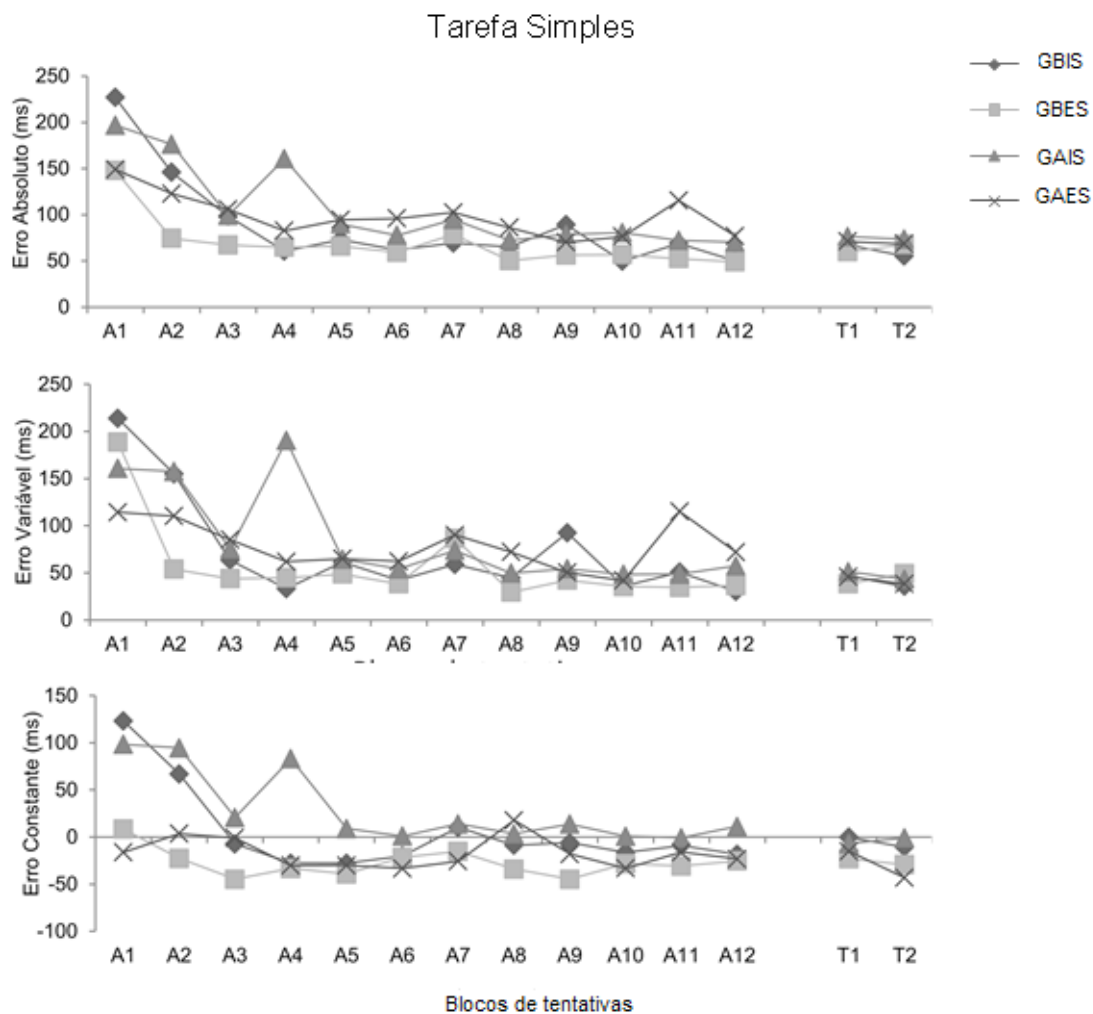 Tarefa Simples
GBIS
GBES
GAIS
GAES
Erro Absoluto (ms)
250
200
150
100
50
0
A1 A2 A3 A4 A5 A6 A7 A8 A9 A10 A11 A12 T1 T2
Erro Variável (ms)
250
200
150
100
50
0
A1 A2 A3 A4 A5 A6 A7 A8 A9 A10 A11 A12 T1 T2
Erro Constante (ms)
150
100
50
0
-50
-100
A1 A2 A3 A4 A5 A6 A7 A8 A9 A10 A11 A12 T1 T2
Blocos de tentativas